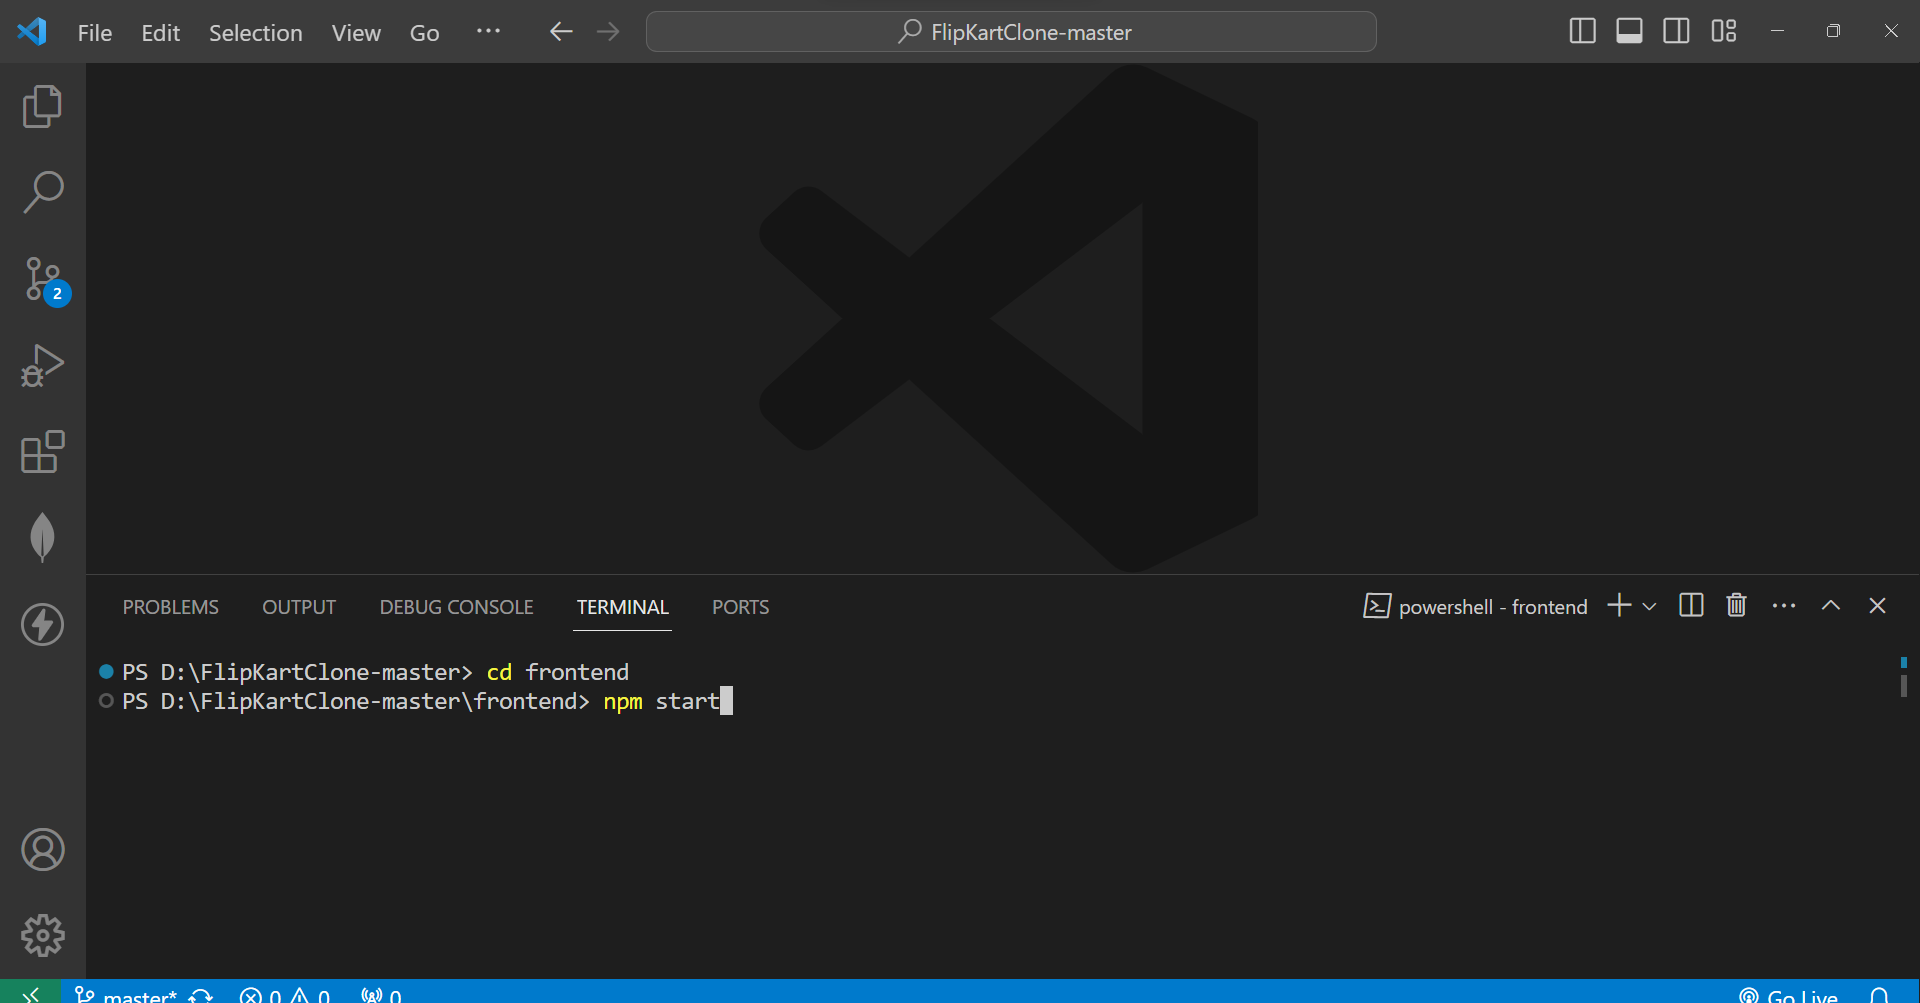 File Edit Selection View Go ··· FlipKartClone-master
2
PROBLEMS OUTPUT DEBUG CONSOLE TERMINAL PORTS powershell - frontend
PS D:\FlipKartClone-master> cd frontend
PS D:\FlipKartClone-master\frontend> npm start
master* 0 0 0 Go Live